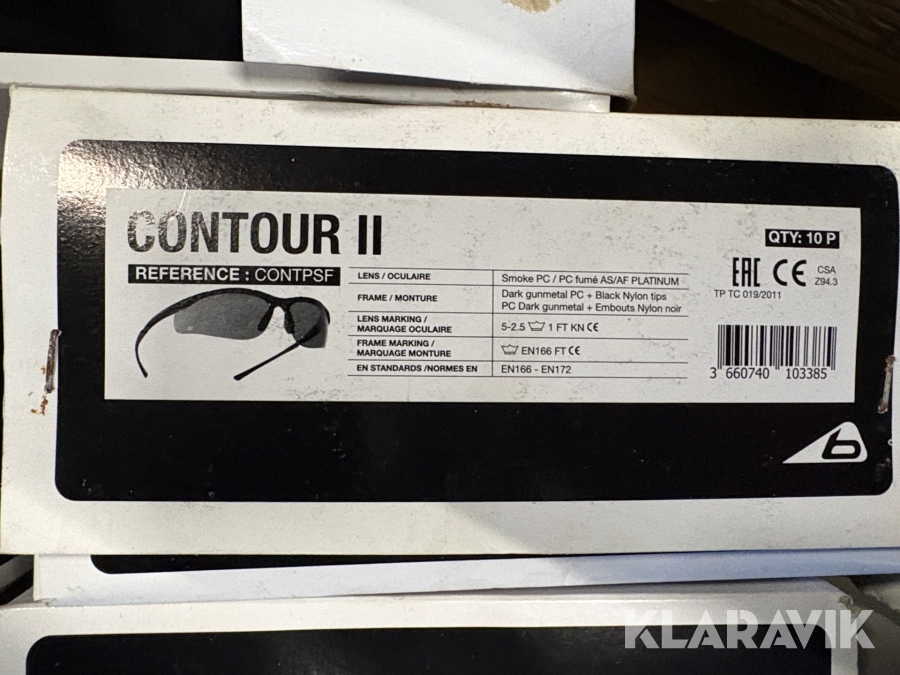 CONTOUR II
REFERENCE : CONTPSF
QTY: 10 P
LENS / OCULAIRE
Smoke PC / PC fumé AS/AF PLATINUM
FRAME / MONTURE
Dark gunmetal PC + Black Nylon tips
PC Dark gunmetal + Embouts Nylon noir
LENS MARKING /
MARQUAGE OCULAIRE
5-2.5 1 FT KN CE
FRAME MARKING /
MARQUAGE MONTURE
EN166 FT CE
EN STANDARDS /NORMES EN
EN166 - EN172
EAC CE CSA
Z94.3
TP TC 019/2011
3 660740 103385
b
KLARAVIK